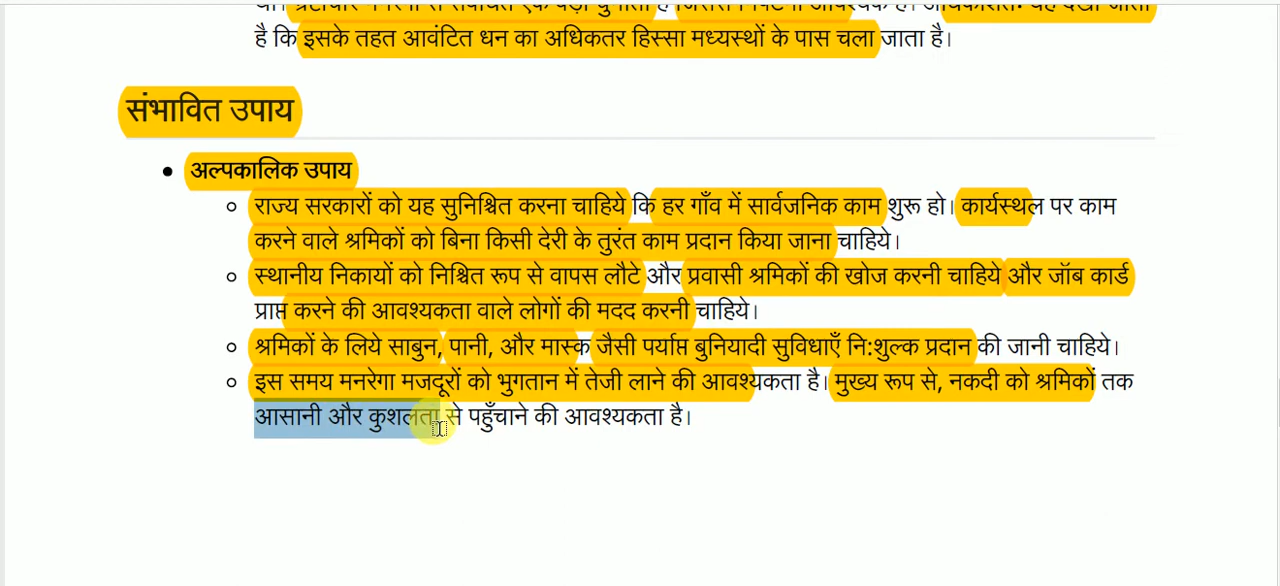 है कि इसके तहत आवंटित धन का अधिकतर हिस्सा मध्यस्थों के पास चला जाता है।
संभावित उपाय
अल्पकालिक उपाय
राज्य सरकारों को यह सुनिश्चित करना चाहिये कि हर गाँव में सार्वजनिक काम शुरू हो। कार्यस्थल पर काम
करने वाले श्रमिकों को बिना किसी देरी के तुरंत काम प्रदान किया जाना चाहिये।
स्थानीय निकायों को निश्चित रूप से वापस लौटे और प्रवासी श्रमिकों की खोज करनी चाहिये और जॉब कार्ड
प्राप्त करने की आवश्यकता वाले लोगों की मदद करनी चाहिये।
श्रमिकों के लिये साबुन, पानी, और मास्क जैसी पर्याप्त बुनियादी सुविधाएँ नि:शुल्क प्रदान की जानी चाहिये।
इस समय मनरेगा मजदूरों को भुगतान में तेजी लाने की आवश्यकता है। मुख्य रूप से, नकदी को श्रमिकों तक
आसानी और कुशलता से पहुँचाने की आवश्यकता है।